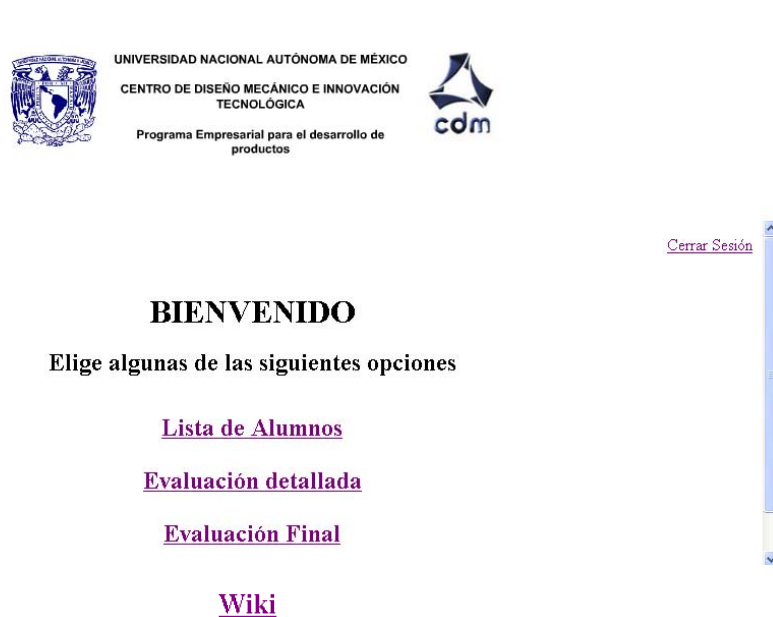 UNIVERSIDAD NACIONAL AUTÓNOMA DE MÉXICO
CENTRO DE DISEÑO MECÁNICO E INNOVACIÓN
TECNOLÓGICA
Programa Empresarial para el desarrollo de
productos
cdm
Cerrar Sesión
BIENVENIDO
Elige algunas de las siguientes opciones
Lista de Alumnos
Evaluación detallada
Evaluación Final
Wiki